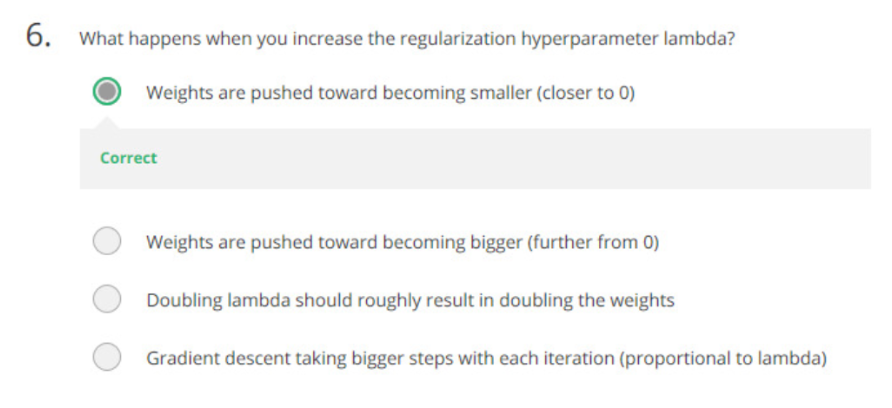 6. What happens when you increase the regularization hyperparameter lambda?
Weights are pushed toward becoming smaller (closer to 0)
Correct
Weights are pushed toward becoming bigger (further from 0)
Doubling lambda should roughly result in doubling the weights
Gradient descent taking bigger steps with each iteration (proportional to lambda)